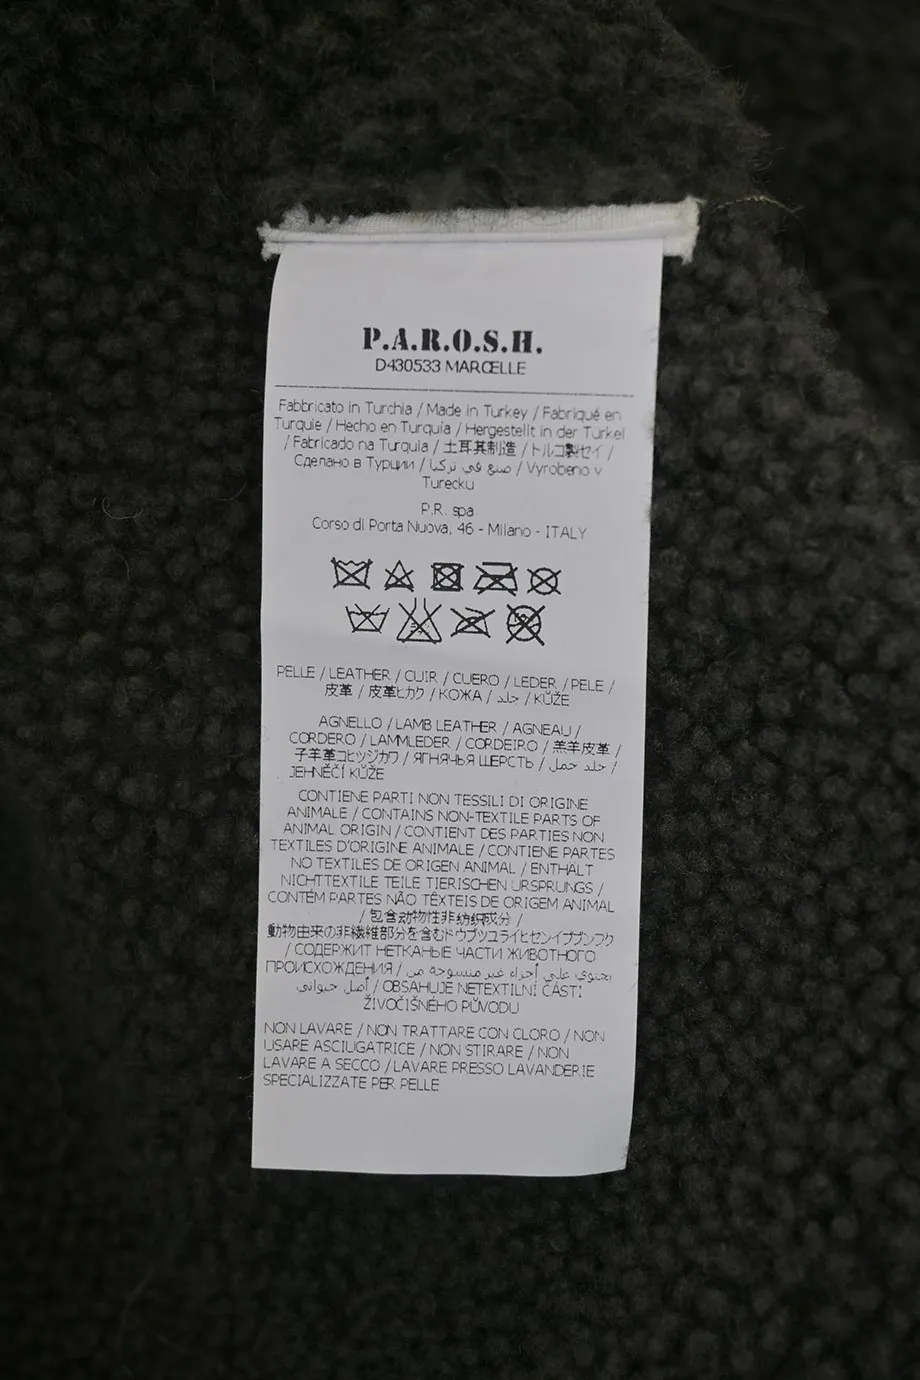 P.A.R.O.S.H.
D430533 MARCELLE
Fabbricato in Turchia / Made in Turkey / Fabriqué en
Turquie / Hecho en Turquía / Hergestellt in der Türkei
/ Fabricado na Turquia / 土耳其制造 / トルコ製セイ /
Сделано в Турции / صنع في تركيا / Vyrobeno v
Turecku
P.R. spa
Corso di Porta Nuova, 46 - Milano - ITALY
PELLE / LEATHER / CUIR / CUERO / LEDER / PELE /
皮革 / 皮革ヒカワ / КОЖА / جلد / KŮŽE
AGNELLO / LAMB LEATHER / AGNEAU /
CORDERO / LAMMLEDER / CORDEIRO / 羔羊皮革 /
子羊革コヒツジカワ / ЯГНЯЧЬЯ ШЕРСТЬ / جلد حمل /
JEHNĚČÍ KŮŽE
CONTIENE PARTI NON TESSILI DI ORIGINE
ANIMALE / CONTAINS NON-TEXTILE PARTS OF
ANIMAL ORIGIN / CONTIENT DES PARTIES NON
TEXTILES D'ORIGINE ANIMALE / CONTIENE PARTES
NO TEXTILES DE ORIGEN ANIMAL / ENTHÄLT
NICHTTEXTILE TEILE TIERISCHEN URSPRUNGS /
CONTÉM PARTES NÃO TÊXTEIS DE ORIGEM ANIMAL
/ 包含动物性非纺织成分 /
動物由来の非繊維部分を含むドウブツユライヒセンイブブンフク
/ СОДЕРЖИТ НЕТКАНЫЕ ЧАСТИ ЖИВОТНОГО
ПРОИСХОЖДЕНИЯ / يحتوي على أجزاء غير منسوجة من
أصل حيواني / OBSAHUJE NETEXTILNÍ ČÁSTI
ŽIVOČIŠNÉHO PŮVODU
NON LAVARE / NON TRATTARE CON CLORO / NON
USARE ASCIUGATRICE / NON STIRARE / NON
LAVARE A SECCO / LAVARE PRESSO LAVANDERIE
SPECIALIZZATE PER PELLE